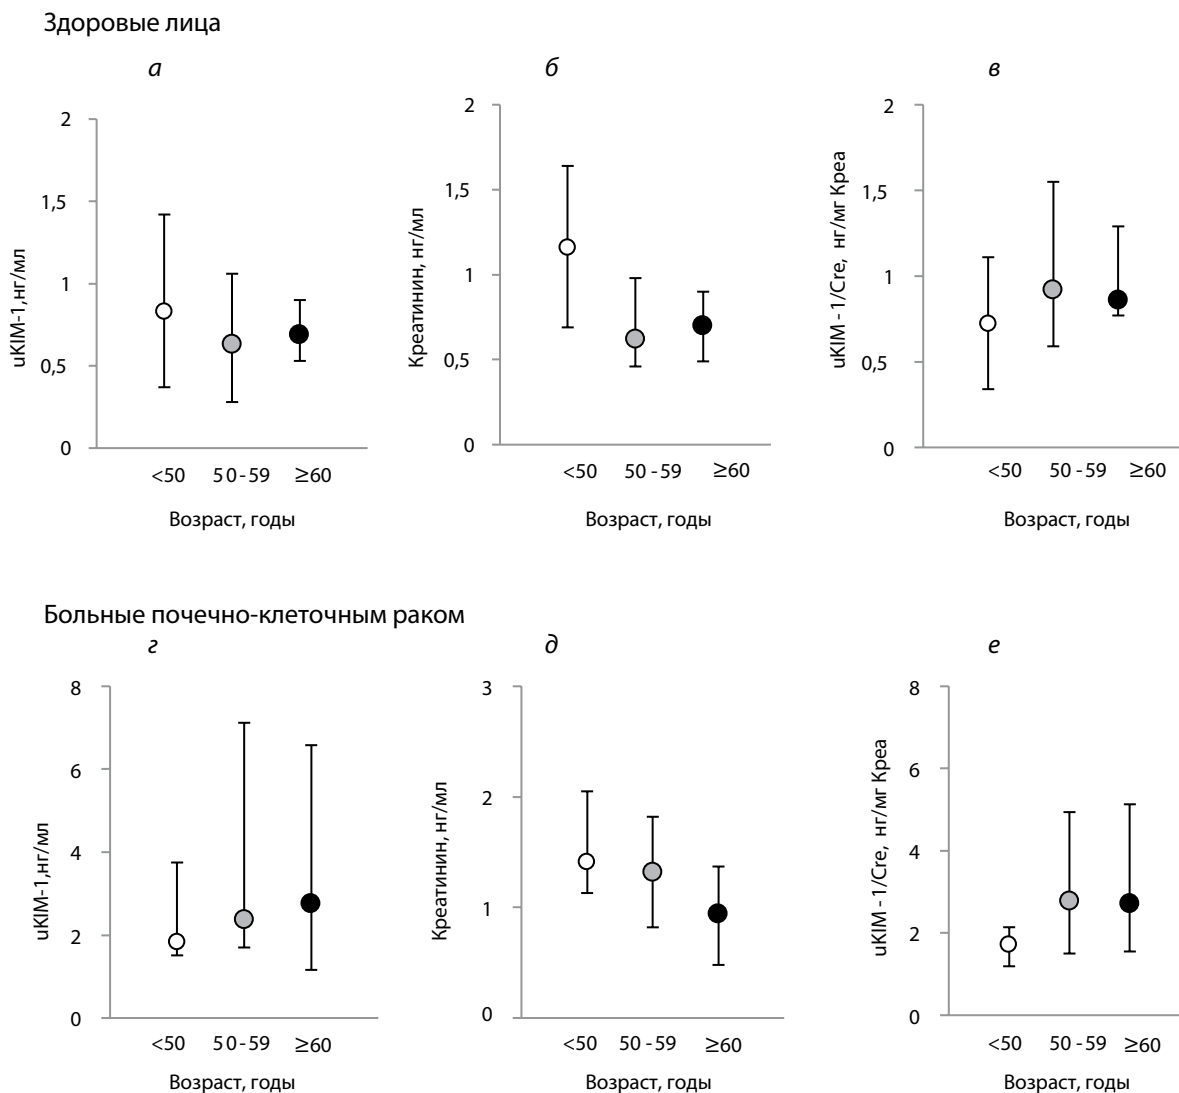 Здоровые лица
а
б
в
uKIM-1,нг/мл
2
1,5
1
0,5
0
<50 50-59 ≥60
Возраст, годы
Креатинин, нг/мл
2
1,5
1
0,5
0
<50 50-59 ≥60
Возраст, годы
uKIM - 1/Cre, нг/мг Креа
2
1,5
1
0,5
0
<50 50-59 ≥60
Возраст, годы
Больные почечно-клеточным раком
г
д
е
uKIM-1,нг/мл
8
6
4
2
0
<50 50-59 ≥60
Возраст, годы
Креатинин, нг/мл
3
2
1
0
<50 50-59 ≥60
Возраст, годы
uKIM - 1/Cre, нг/мг Креа
8
6
4
2
0
<50 50-59 ≥60
Возраст, годы